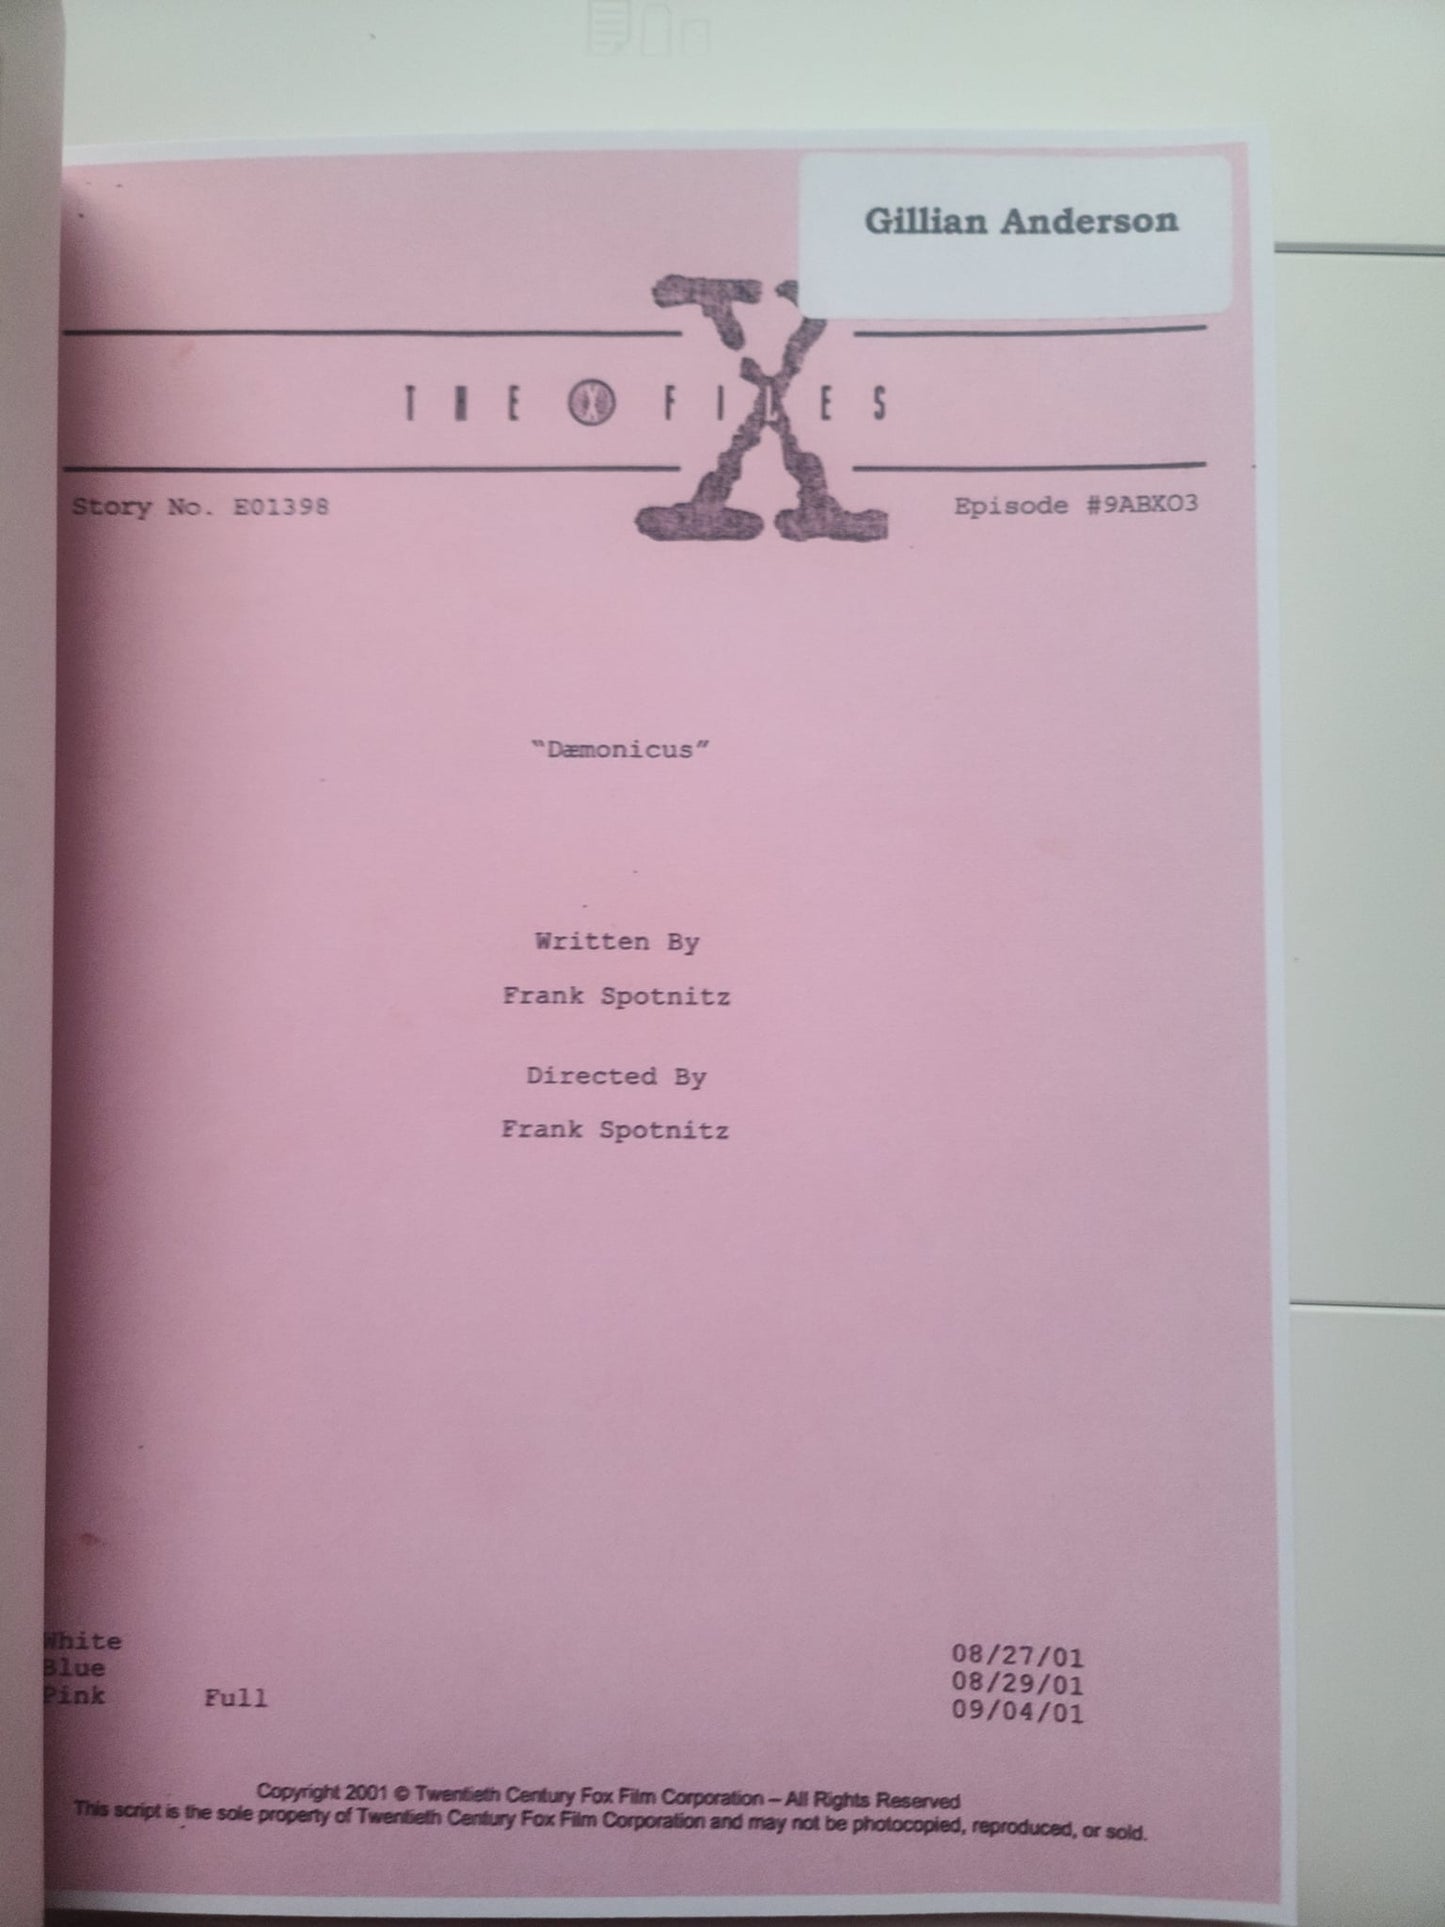 Gillian Anderson
THE X FILES
X
Story No. E01398
Episode #9ABX03
“Dæmonicus”
Written By
Frank Spotnitz
Directed By
Frank Spotnitz
White 08/27/01
Blue 08/29/01
Pink Full 09/04/01
Copyright 2001 © Twentieth Century Fox Film Corporation – All Rights Reserved
This script is the sole property of Twentieth Century Fox Film Corporation and may not be photocopied, reproduced, or sold.